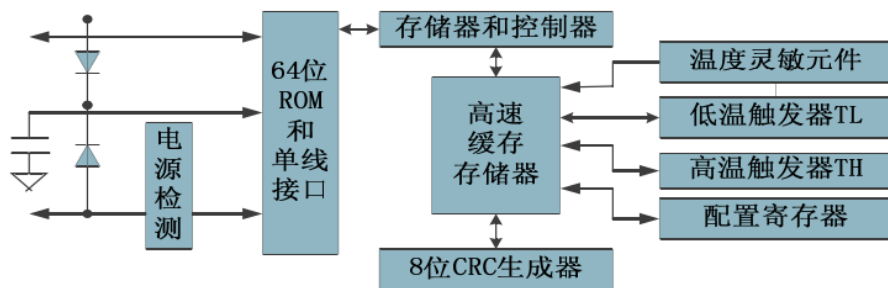 电
源
检
测
64位
ROM
和
单线
接口
存储器和控制器
高速
缓存
存储器
8位CRC生成器
温度灵敏元件
低温触发器TL
高温触发器TH
配置寄存器